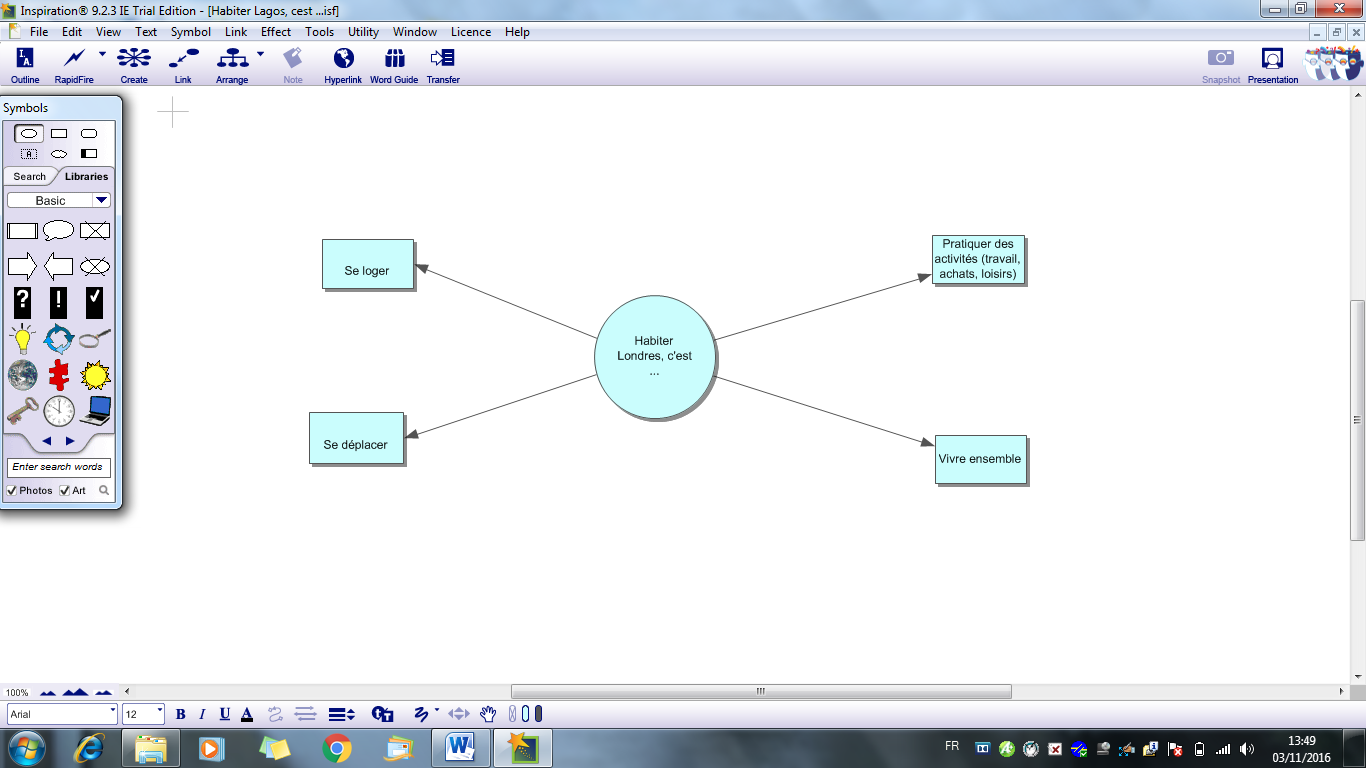 Inspiration® 9.2.3 IE Trial Edition - [Habiter Lagos, cest ...isf]
File Edit View Text Symbol Link Effect Tools Utility Window Licence Help
Outline RapidFire Create Link Arrange Note Hyperlink Word Guide Transfer Snapshot Presentation
Symbols
A
Search Libraries
Basic
? !
Enter search words
Photos Art
Se loger
Pratiquer des
activités (travail,
achats, loisirs)
Habiter
Londres, c'est
...
Se déplacer
Vivre ensemble
100%
Arial 12 B I U A
FR
13:49
03/11/2016